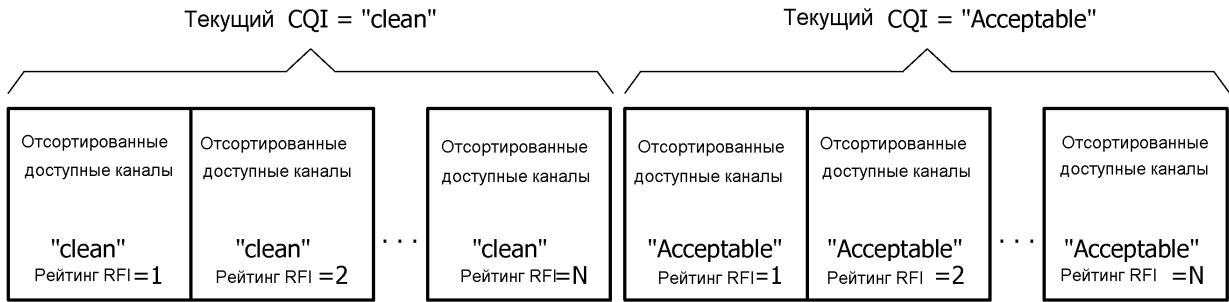 Текущий CQI = "clean"
Текущий CQI = "Acceptable"
Отсортированные
доступные каналы
"clean"
Рейтинг RFI =1
Отсортированные
доступные каналы
"clean"
Рейтинг RFI =2
. . .
Отсортированные
доступные каналы
"clean"
Рейтинг RFI =N
Отсортированные
доступные каналы
"Acceptable"
Рейтинг RFI =1
Отсортированные
доступные каналы
"Acceptable"
Рейтинг RFI =2
. . .
Отсортированные
доступные каналы
"Acceptable"
Рейтинг RFI =N